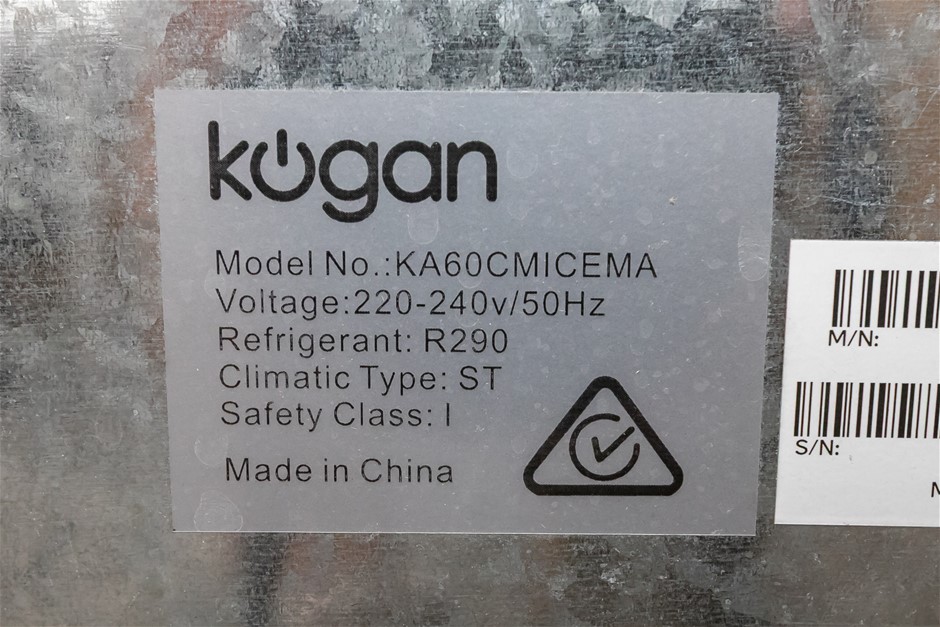 kogan
Model No.:KA60CMICEMA
Voltage:220-240v/50Hz
Refrigerant: R290
Climatic Type: ST
Safety Class: I
Made in China
M/N:
S/N: